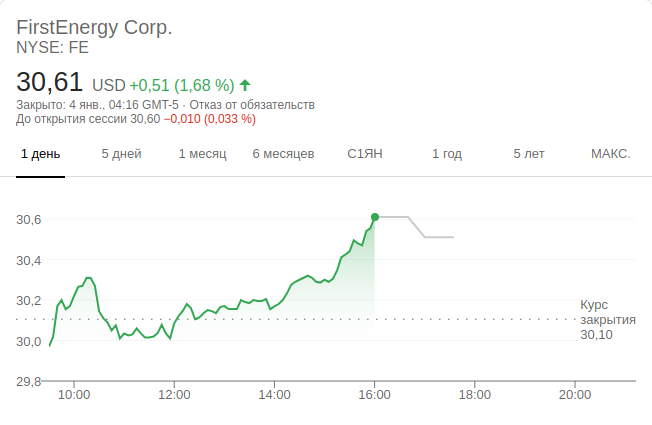 FirstEnergy Corp.
NYSE: FE
30,61 USD +0,51 (1,68 %)
Закрыто: 4 янв., 04:16 GMT-5 · Отказ от обязательств
До открытия сессии 30,60 −0,010 (0,033 %)
1 день 5 дней 1 месяц 6 месяцев С1ЯН 1 год 5 лет МАКС.
30,6
30,4
30,2
30,0
29,8
Курс
закрытия
30,10
10:00 12:00 14:00 16:00 18:00 20:00